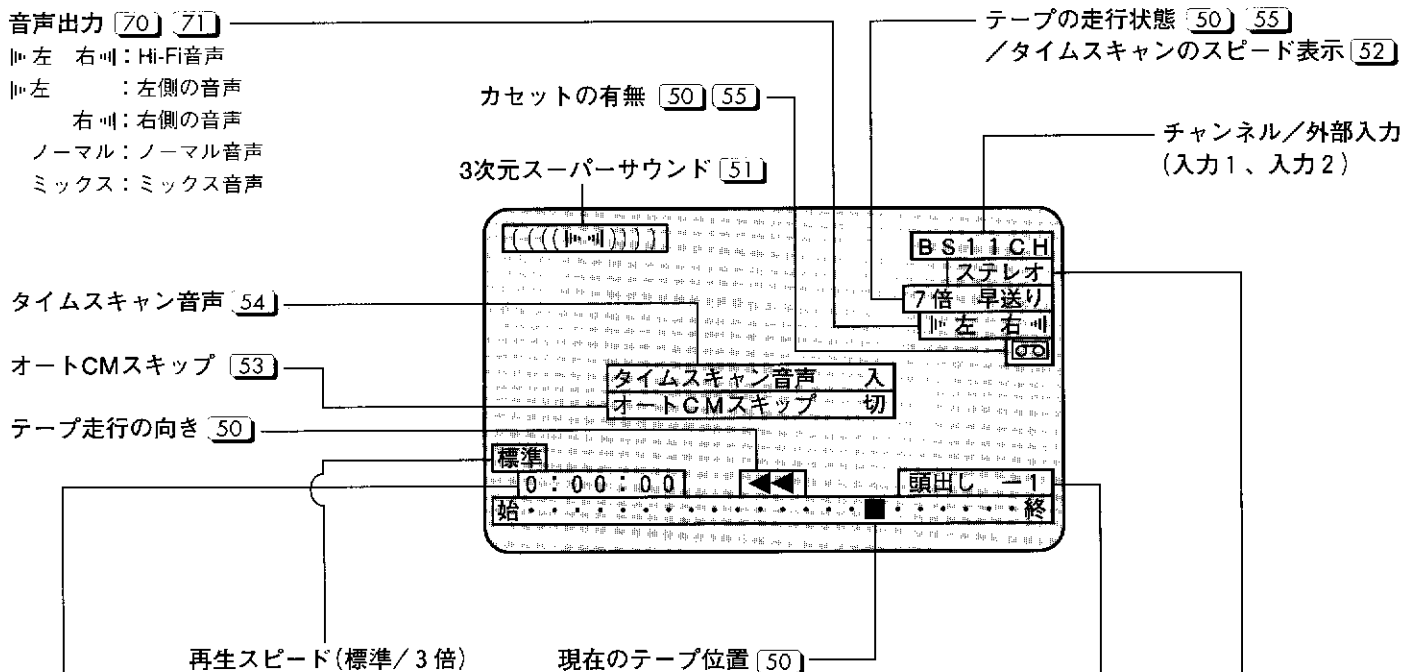 音声出力 70 71
左 右：Hi-Fi音声
左 ：左側の音声
右：右側の音声
ノーマル：ノーマル音声
ミックス：ミックス音声
テープの走行状態 50 55
／タイムスキャンのスピード表示 52
カセットの有無 50 55
チャンネル／外部入力
（入力1、入力2）
3次元スーパーサウンド 51
タイムスキャン音声 54
オートCMスキップ 53
テープ走行の向き 50
BS11CH
ステレオ
7倍 早送り
左 右
タイムスキャン音声 入
オートCMスキップ 切
標準
0:00:00 ◀◀ 頭出し －1
始・・・・・・・・・・・・■・・・・・・終
再生スピード（標準／3倍）
現在のテープ位置 50